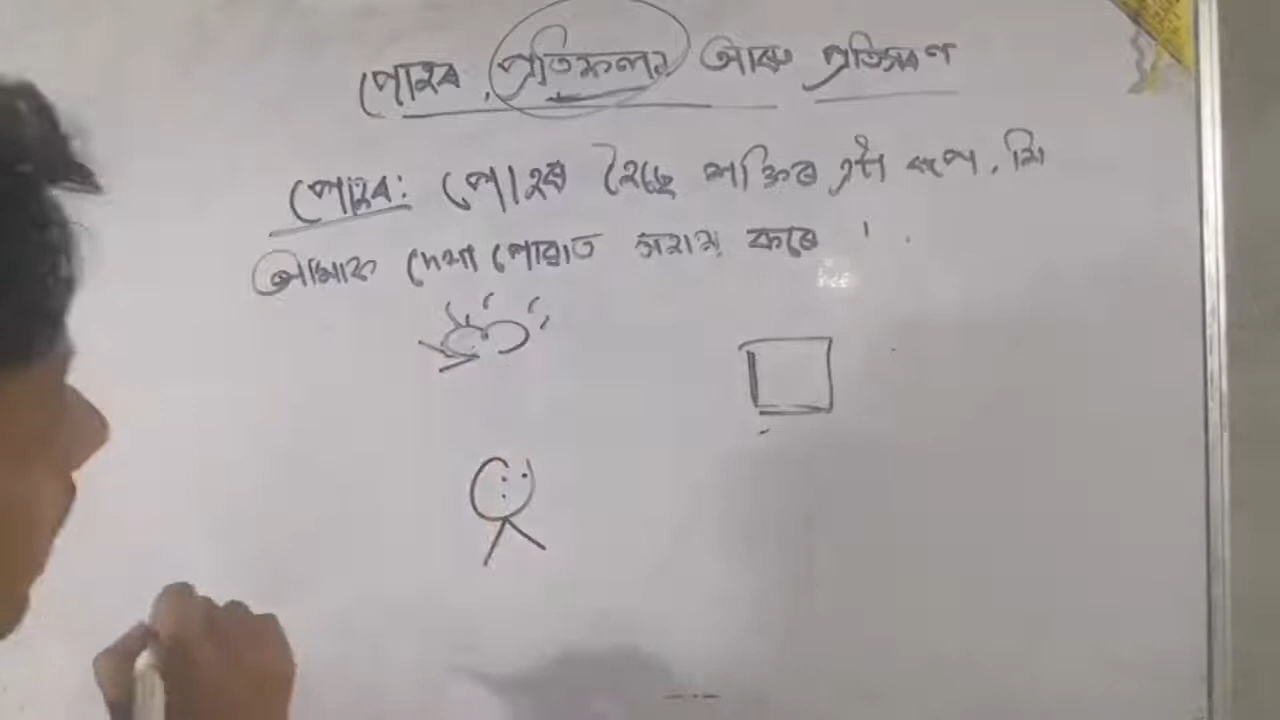 পোহৰ প্ৰতিফলন আৰু প্ৰতিসৰণ
পোহৰ: পোহৰ হৈছে শক্তিৰ এটা ৰূপ, যি
আমাক দেখা পোৱাত সহায় কৰে ।